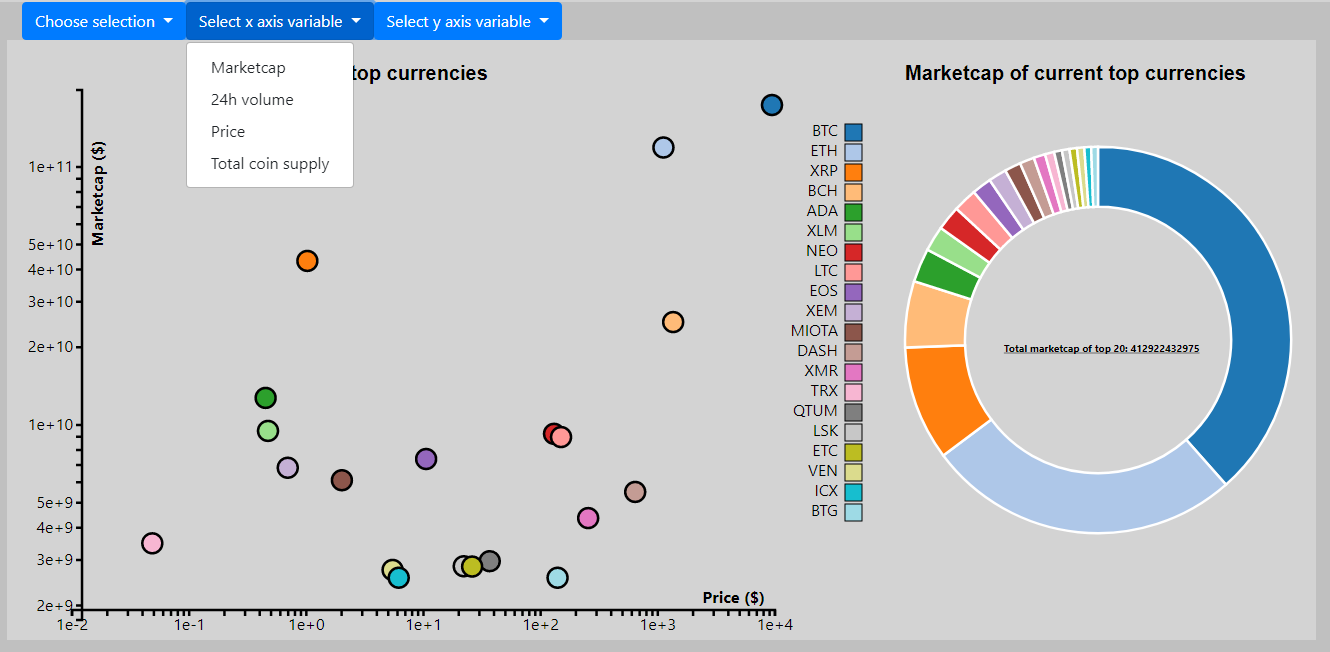 Choose selection
Select x axis variable
Select y axis variable
Marketcap
24h volume
Price
Total coin supply
top currencies
Marketcap of current top currencies
Marketcap ($)
1e+11
5e+10
4e+10
3e+10
2e+10
1e+10
5e+9
4e+9
3e+9
2e+9
1e-2
1e-1
1e+0
1e+1
1e+2
1e+3
1e+4
Price ($)
BTC
ETH
XRP
BCH
ADA
XLM
NEO
LTC
EOS
XEM
MIOTA
DASH
XMR
TRX
QTUM
LSK
ETC
VEN
ICX
BTG
Total marketcap of top 20: 412922432975